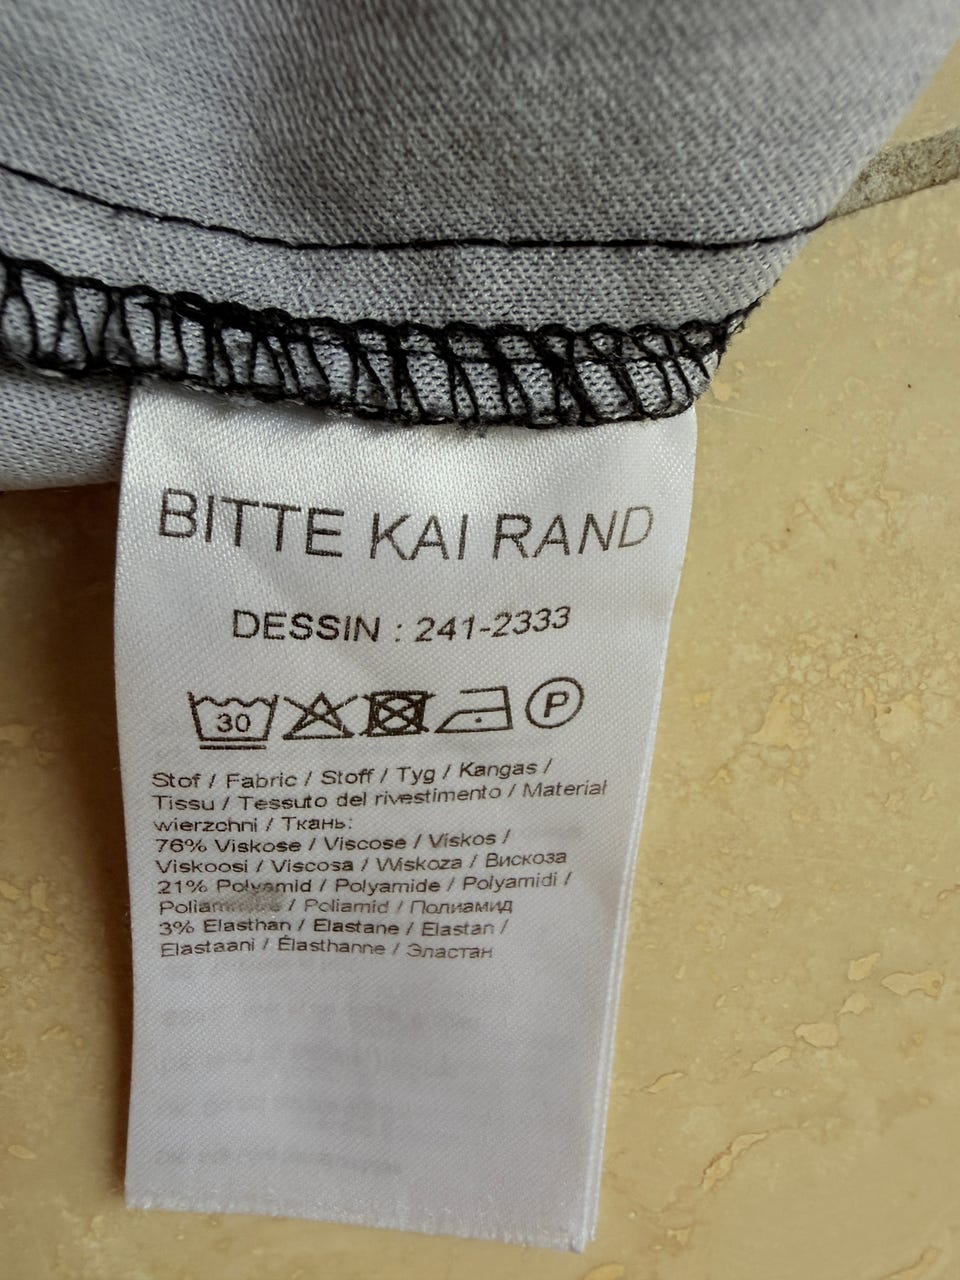 BITTE KAI RAND
DESSIN : 241-2333
30 P
Stof / Fabric / Stoff / Tyg / Kangas /
Tissu / Tessuto del rivestimento / Materiał
wierzchni / Ткань:
76% Viskose / Viscose / Viskos /
Viskoosi / Viscosa / Wiskoza / Вискоза
21% Polyamid / Polyamide / Polyamidi /
/ Poliamid / Полиамид
3% Elasthan / Elastane / Elastan /
Elastaani / Élasthanne / Эластан